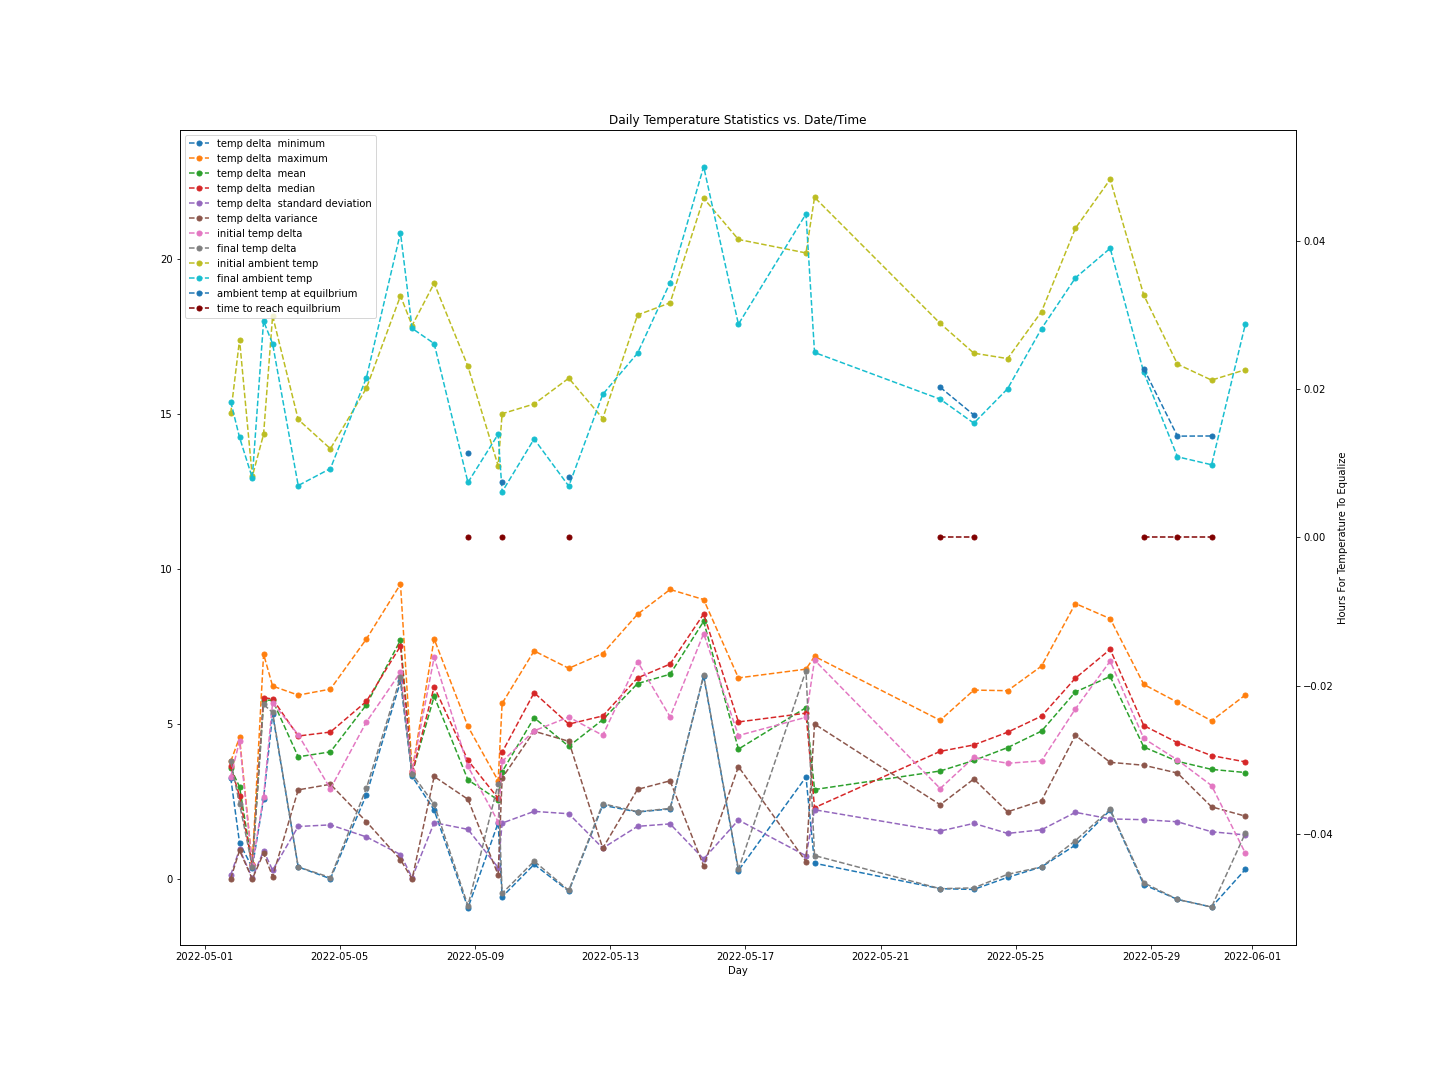 Daily Temperature Statistics vs. Date/Time
temp delta  minimum
temp delta  maximum
temp delta  mean
temp delta  median
temp delta  standard deviation
temp delta variance
initial temp delta
final temp delta
initial ambient temp
final ambient temp
ambient temp at equilbrium
time to reach equilbrium
20
15
10
5
0
0.04
0.02
0.00
−0.02
−0.04
Hours For Temperature To Equalize
2022-05-01 2022-05-05 2022-05-09 2022-05-13 2022-05-17 2022-05-21 2022-05-25 2022-05-29 2022-06-01
Day